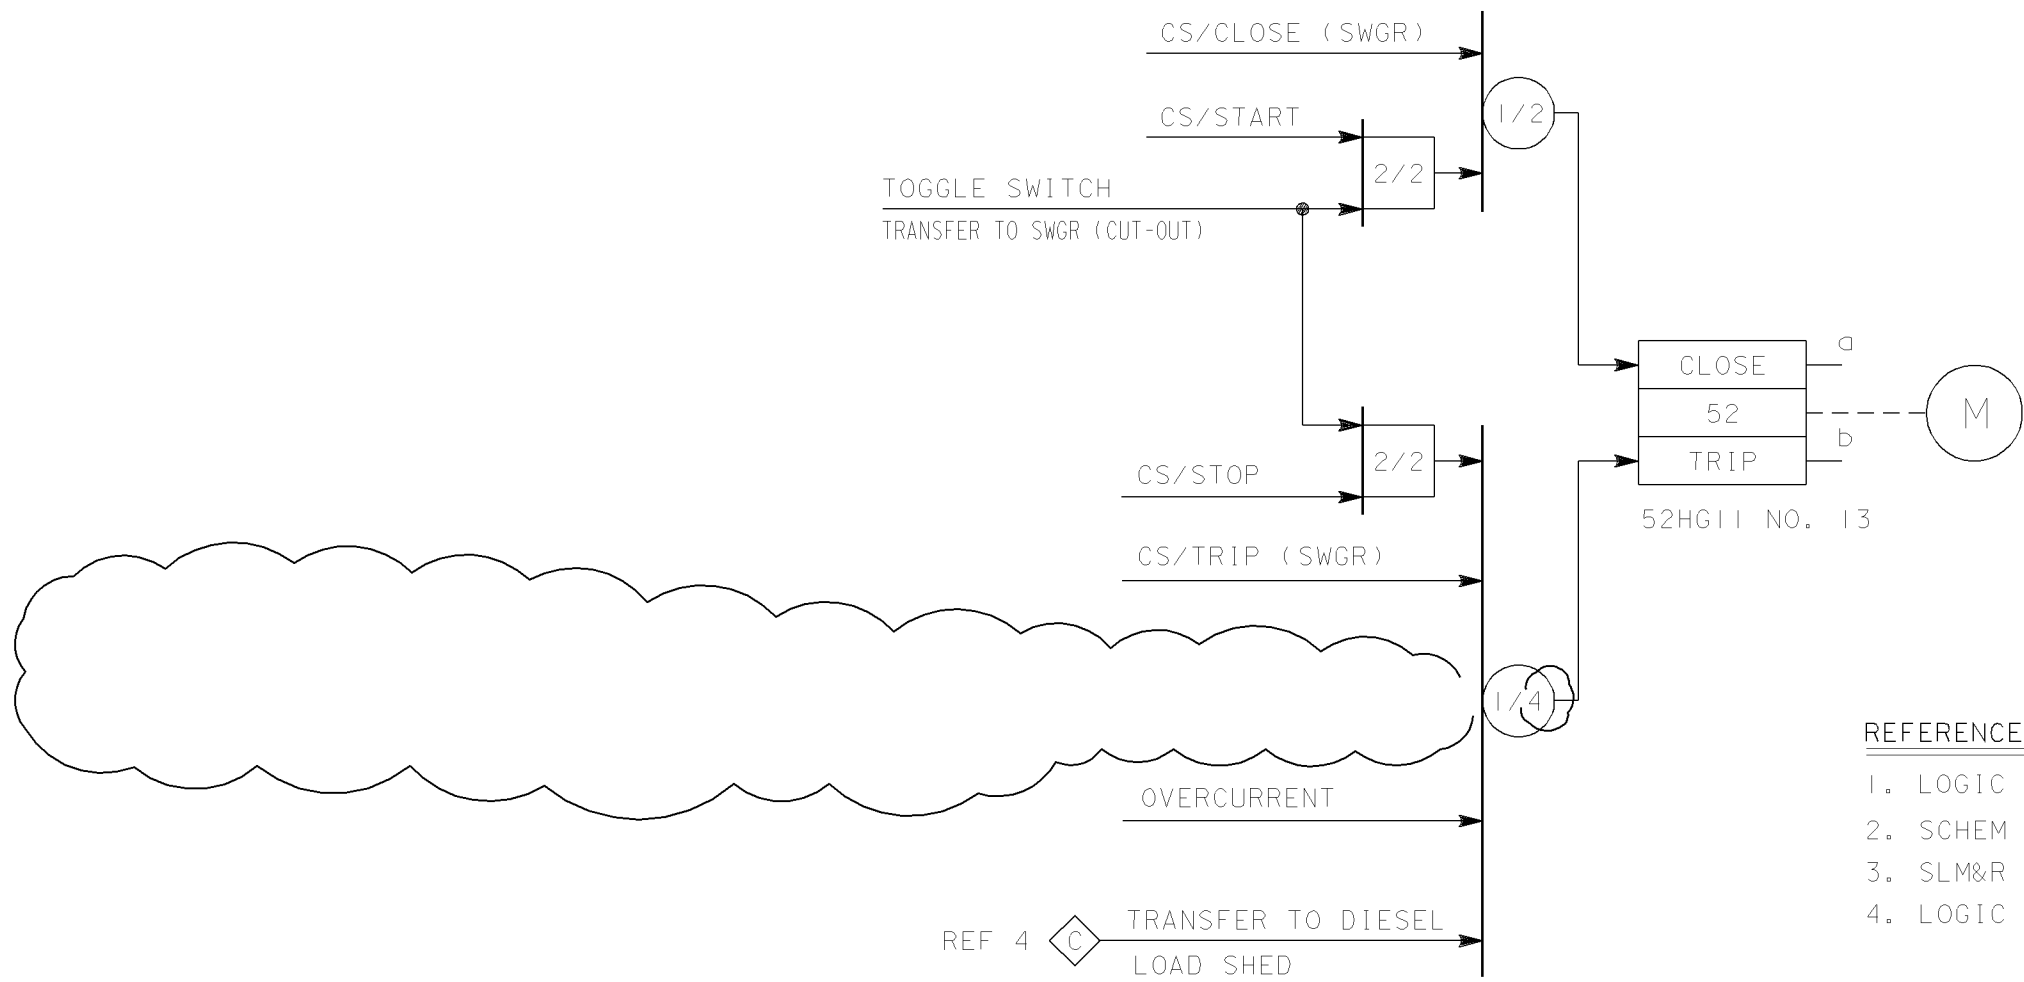 CS/CLOSE (SWGR)
1/2
CS/START
2/2
TOGGLE SWITCH
TRANSFER TO SWGR (CUT-OUT)
a
CLOSE
52
M
b
TRIP
2/2
CS/STOP
52HG11 NO. 13
CS/TRIP (SWGR)
1/4
REFERENCE
1. LOGIC
2. SCHEM
3. SLM&R
4. LOGIC
OVERCURRENT
REF 4 C TRANSFER TO DIESEL
LOAD SHED